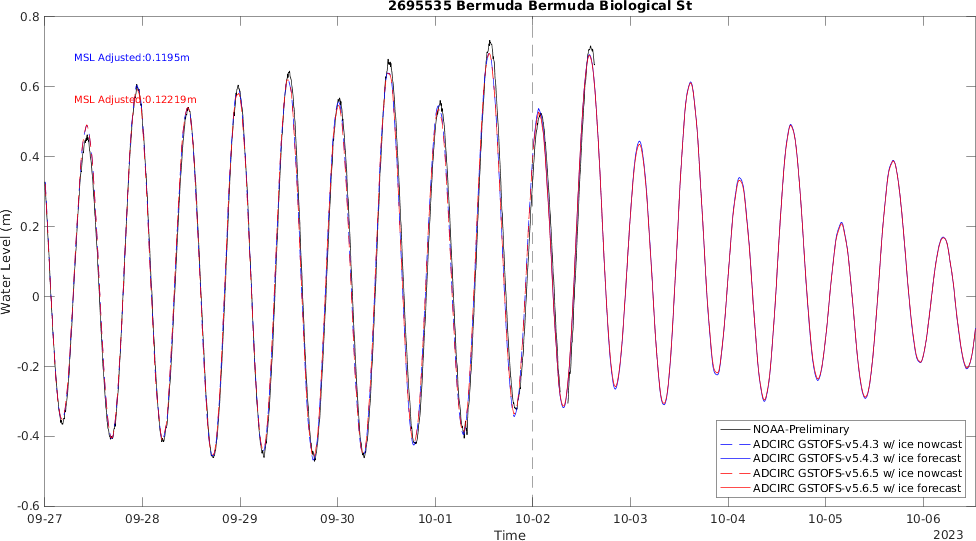 2695535 Bermuda Bermuda Biological St
0.8
0.6
0.4
0.2
0
-0.2
-0.4
-0.6
Water Level (m)
MSL Adjusted:0.1195m
MSL Adjusted:0.12219m
NOAA-Preliminary
ADCIRC GSTOFS-v5.4.3 w/ ice nowcast
ADCIRC GSTOFS-v5.4.3 w/ ice forecast
ADCIRC GSTOFS-v5.6.5 w/ ice nowcast
ADCIRC GSTOFS-v5.6.5 w/ ice forecast
09-27 09-28 09-29 09-30 10-01 10-02 10-03 10-04 10-05 10-06
Time
2023